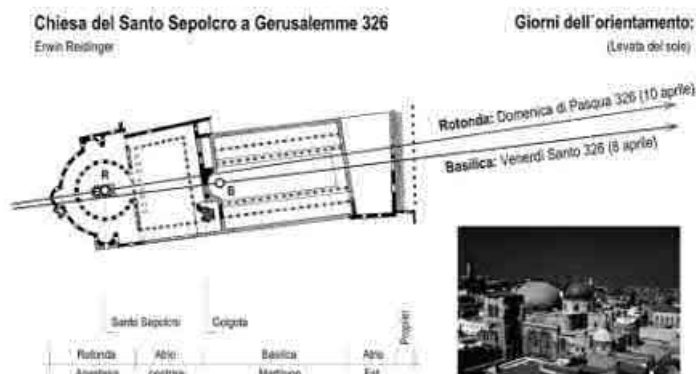 Chiesa del Santo Sepolcro a Gerusalemme 326
Erwin Reidinger
Giorni dell'orientamento:
(Levata del sole)
Rotonda: Domenica di Pasqua 326 (10 aprile)
Basilica: Venerdì Santo 326 (8 aprile)
R
B
Santo Sepolcro
Golgota
Rotonda
Atrio
Basilica
Atrio